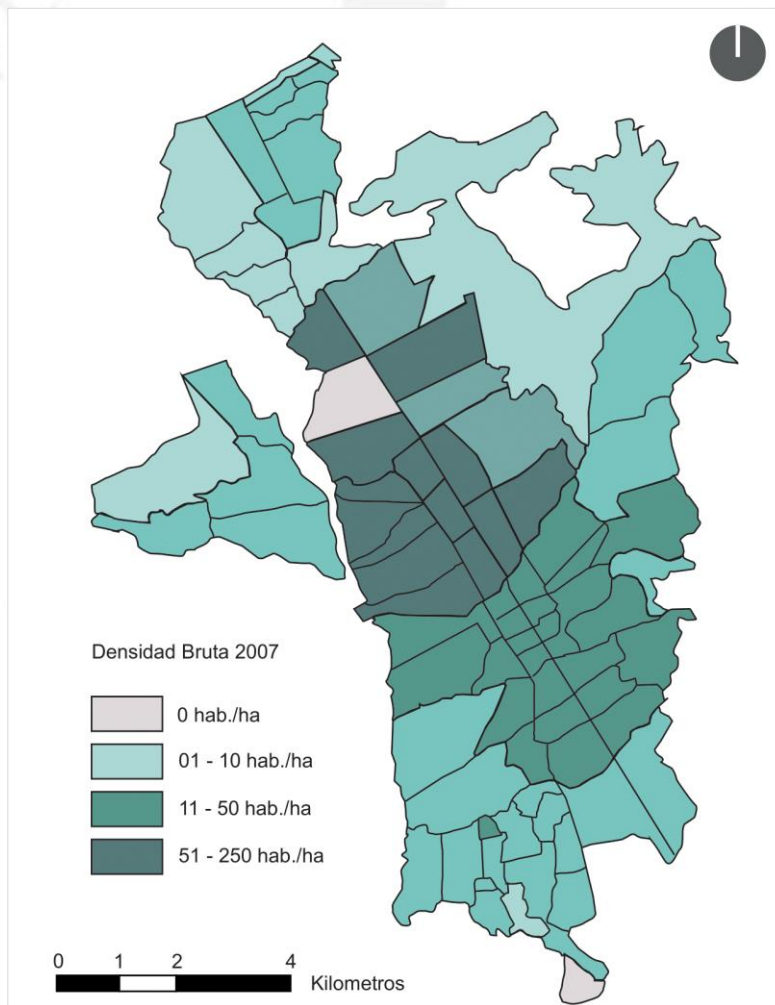 Densidad Bruta 2007
0 hab./ha
01 - 10 hab./ha
11 - 50 hab./ha
51 - 250 hab./ha
0 1 2 4
Kilometros